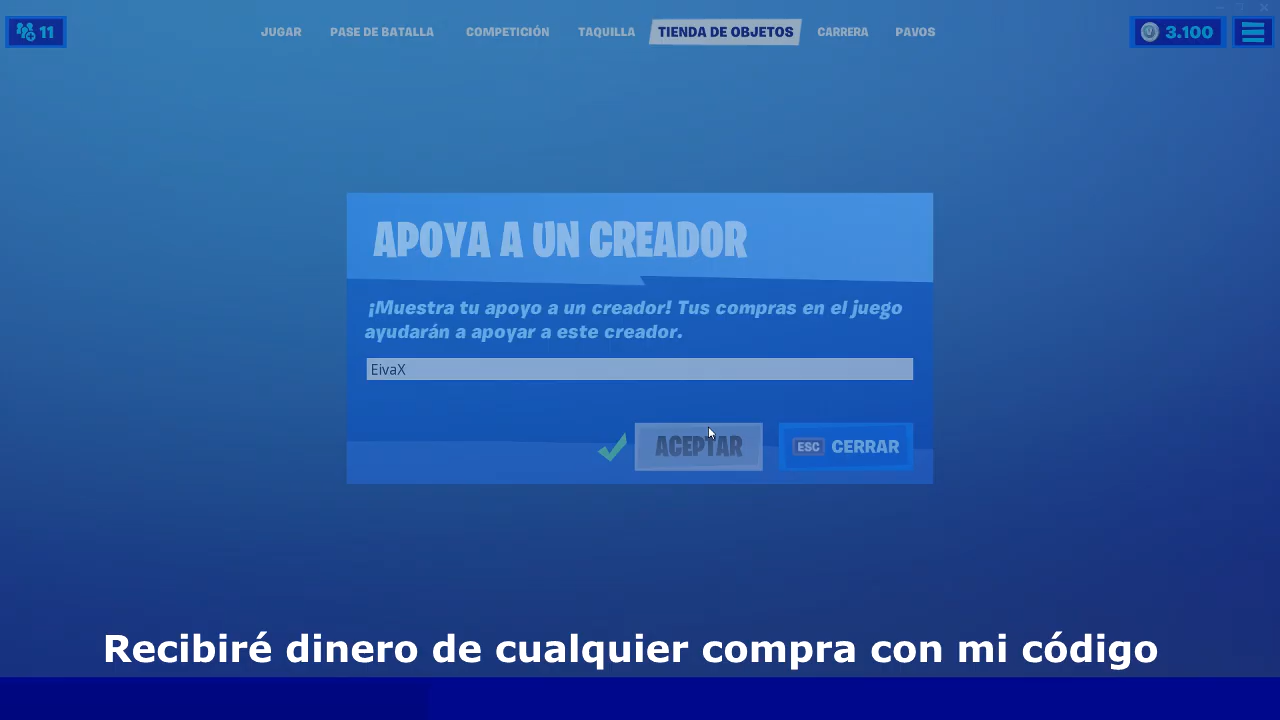 11
JUGAR
PASE DE BATALLA
COMPETICIÓN
TAQUILLA
TIENDA DE OBJETOS
CARRERA
PAVOS
3.100
APOYA A UN CREADOR
¡Muestra tu apoyo a un creador! Tus compras en el juego
ayudarán a apoyar a este creador.
EivaX
ACEPTAR
ESC CERRAR
Recibiré dinero de cualquier compra con mi código